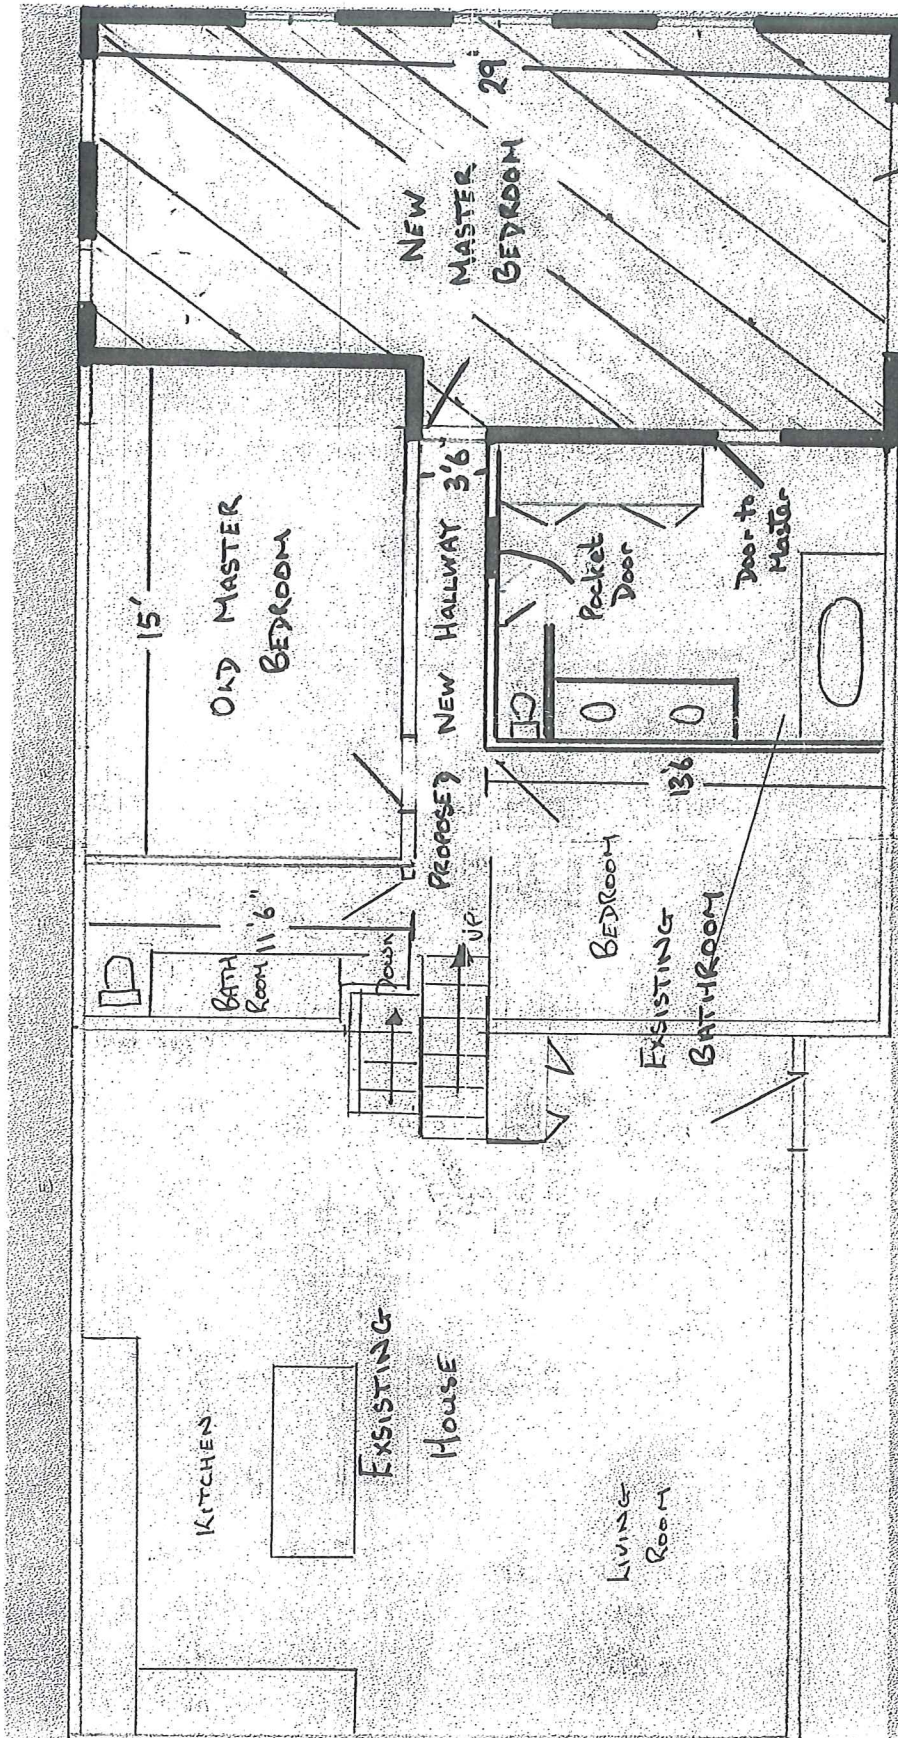 29'
NEW
MASTER
BEDROOM
15'
OLD MASTER
BEDROOM
3'6"
PROPOSED NEW HALLWAY
Pocket
Door
Door to
Master
13'6
BEDROOM
EXSISTING
BATHROOM
11'6"
BATH
ROOM
DOWN
UP
KITCHEN
EXSISTING
HOUSE
LIVING
ROOM